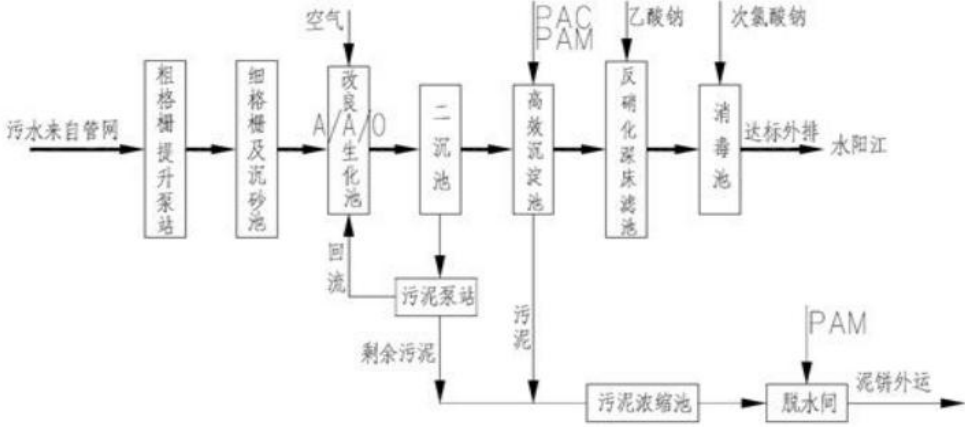 空气
PAC
PAM
乙酸钠
次氯酸钠
污水来自管网
粗格栅提升泵站
细格栅及沉砂池
改良A/A/O生化池
二沉池
高效沉淀池
反硝化深床滤池
消毒池
达标外排
水阳江
回流
污泥泵站
污泥
剩余污泥
PAM
污泥浓缩池
脱水间
泥饼外运